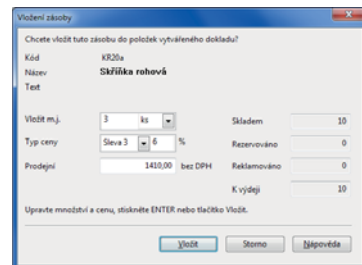 Vložení zásoby
Chcete vložit tuto zásobu do položek vytvářeného dokladu?
Kód KR20a
Název Skříňka rohová
Text
Vložit m.j. 3 ks Skladem 10
Typ ceny Sleva 3 6 % Rezervováno 0
Prodejní 1410,00 bez DPH Reklamováno 0
K výdeji 10
Upravte množství a cenu, stiskněte ENTER nebo tlačítko Vložit.
Vložit Storno Nápověda